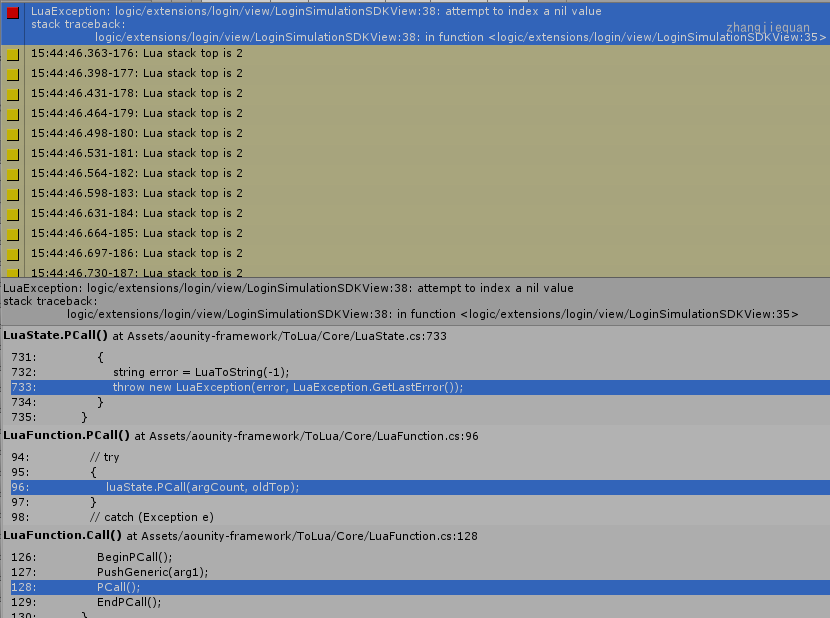 LuaException: logic/extensions/login/view/LoginSimulationSDKView:38: attempt to index a nil value
stack traceback:
zhangjiequan
logic/extensions/login/view/LoginSimulationSDKView:38: in function <logic/extensions/login/view/LoginSimulationSDKView:35>
15:44:46.363-176: Lua stack top is 2
15:44:46.398-177: Lua stack top is 2
15:44:46.431-178: Lua stack top is 2
15:44:46.464-179: Lua stack top is 2
15:44:46.498-180: Lua stack top is 2
15:44:46.531-181: Lua stack top is 2
15:44:46.564-182: Lua stack top is 2
15:44:46.598-183: Lua stack top is 2
15:44:46.631-184: Lua stack top is 2
15:44:46.664-185: Lua stack top is 2
15:44:46.697-186: Lua stack top is 2
15:44:46.730-187: Lua stack top is 2
LuaException: logic/extensions/login/view/LoginSimulationSDKView:38: attempt to index a nil value
stack traceback:
logic/extensions/login/view/LoginSimulationSDKView:38: in function <logic/extensions/login/view/LoginSimulationSDKView:35>
LuaState.PCall() at Assets/aounity-framework/ToLua/Core/LuaState.cs:733
731: {
732: string error = LuaToString(-1);
733: throw new LuaException(error, LuaException.GetLastError());
734: }
735: }
LuaFunction.PCall() at Assets/aounity-framework/ToLua/Core/LuaFunction.cs:96
94: // try
95: {
96: luaState.PCall(argCount, oldTop);
97: }
98: // catch (Exception e)
LuaFunction.Call() at Assets/aounity-framework/ToLua/Core/LuaFunction.cs:128
126: BeginPCall();
127: PushGeneric(arg1);
128: PCall();
129: EndPCall();
130: }